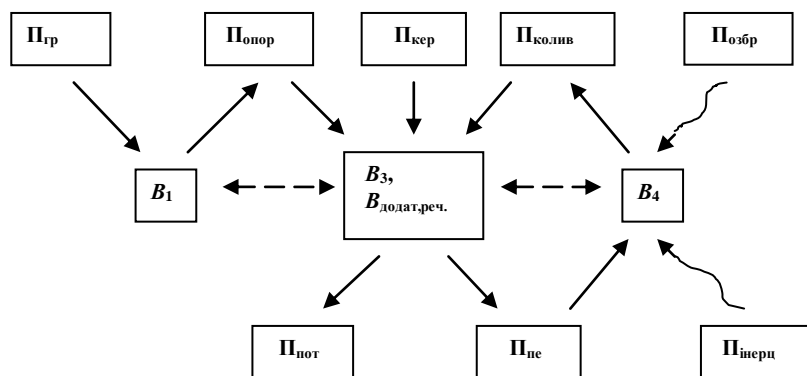 Пгр Попор Пкер Пколив Позбр
В1 В3, В4
Вдодат,реч.
Ппот Ппе Пінерц